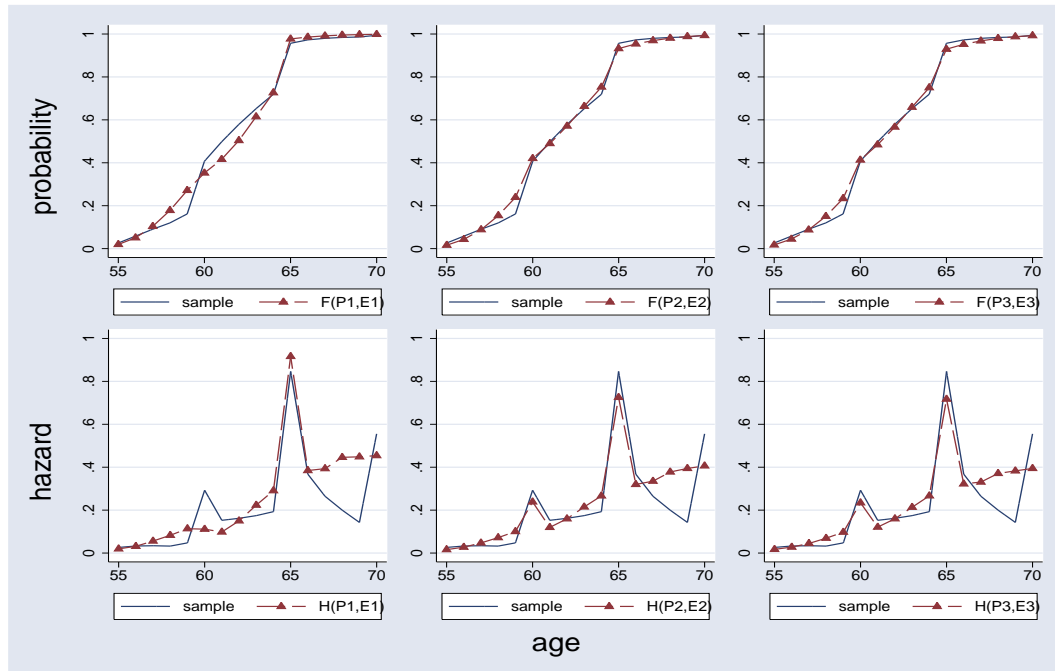 probability
1
.8
.6
.4
.2
0
55 60 65 70
sample F(P1,E1)
1
.8
.6
.4
.2
0
55 60 65 70
sample F(P2,E2)
1
.8
.6
.4
.2
0
55 60 65 70
sample F(P3,E3)
hazard
1
.8
.6
.4
.2
0
55 60 65 70
sample H(P1,E1)
1
.8
.6
.4
.2
0
55 60 65 70
sample H(P2,E2)
1
.8
.6
.4
.2
0
55 60 65 70
sample H(P3,E3)
age